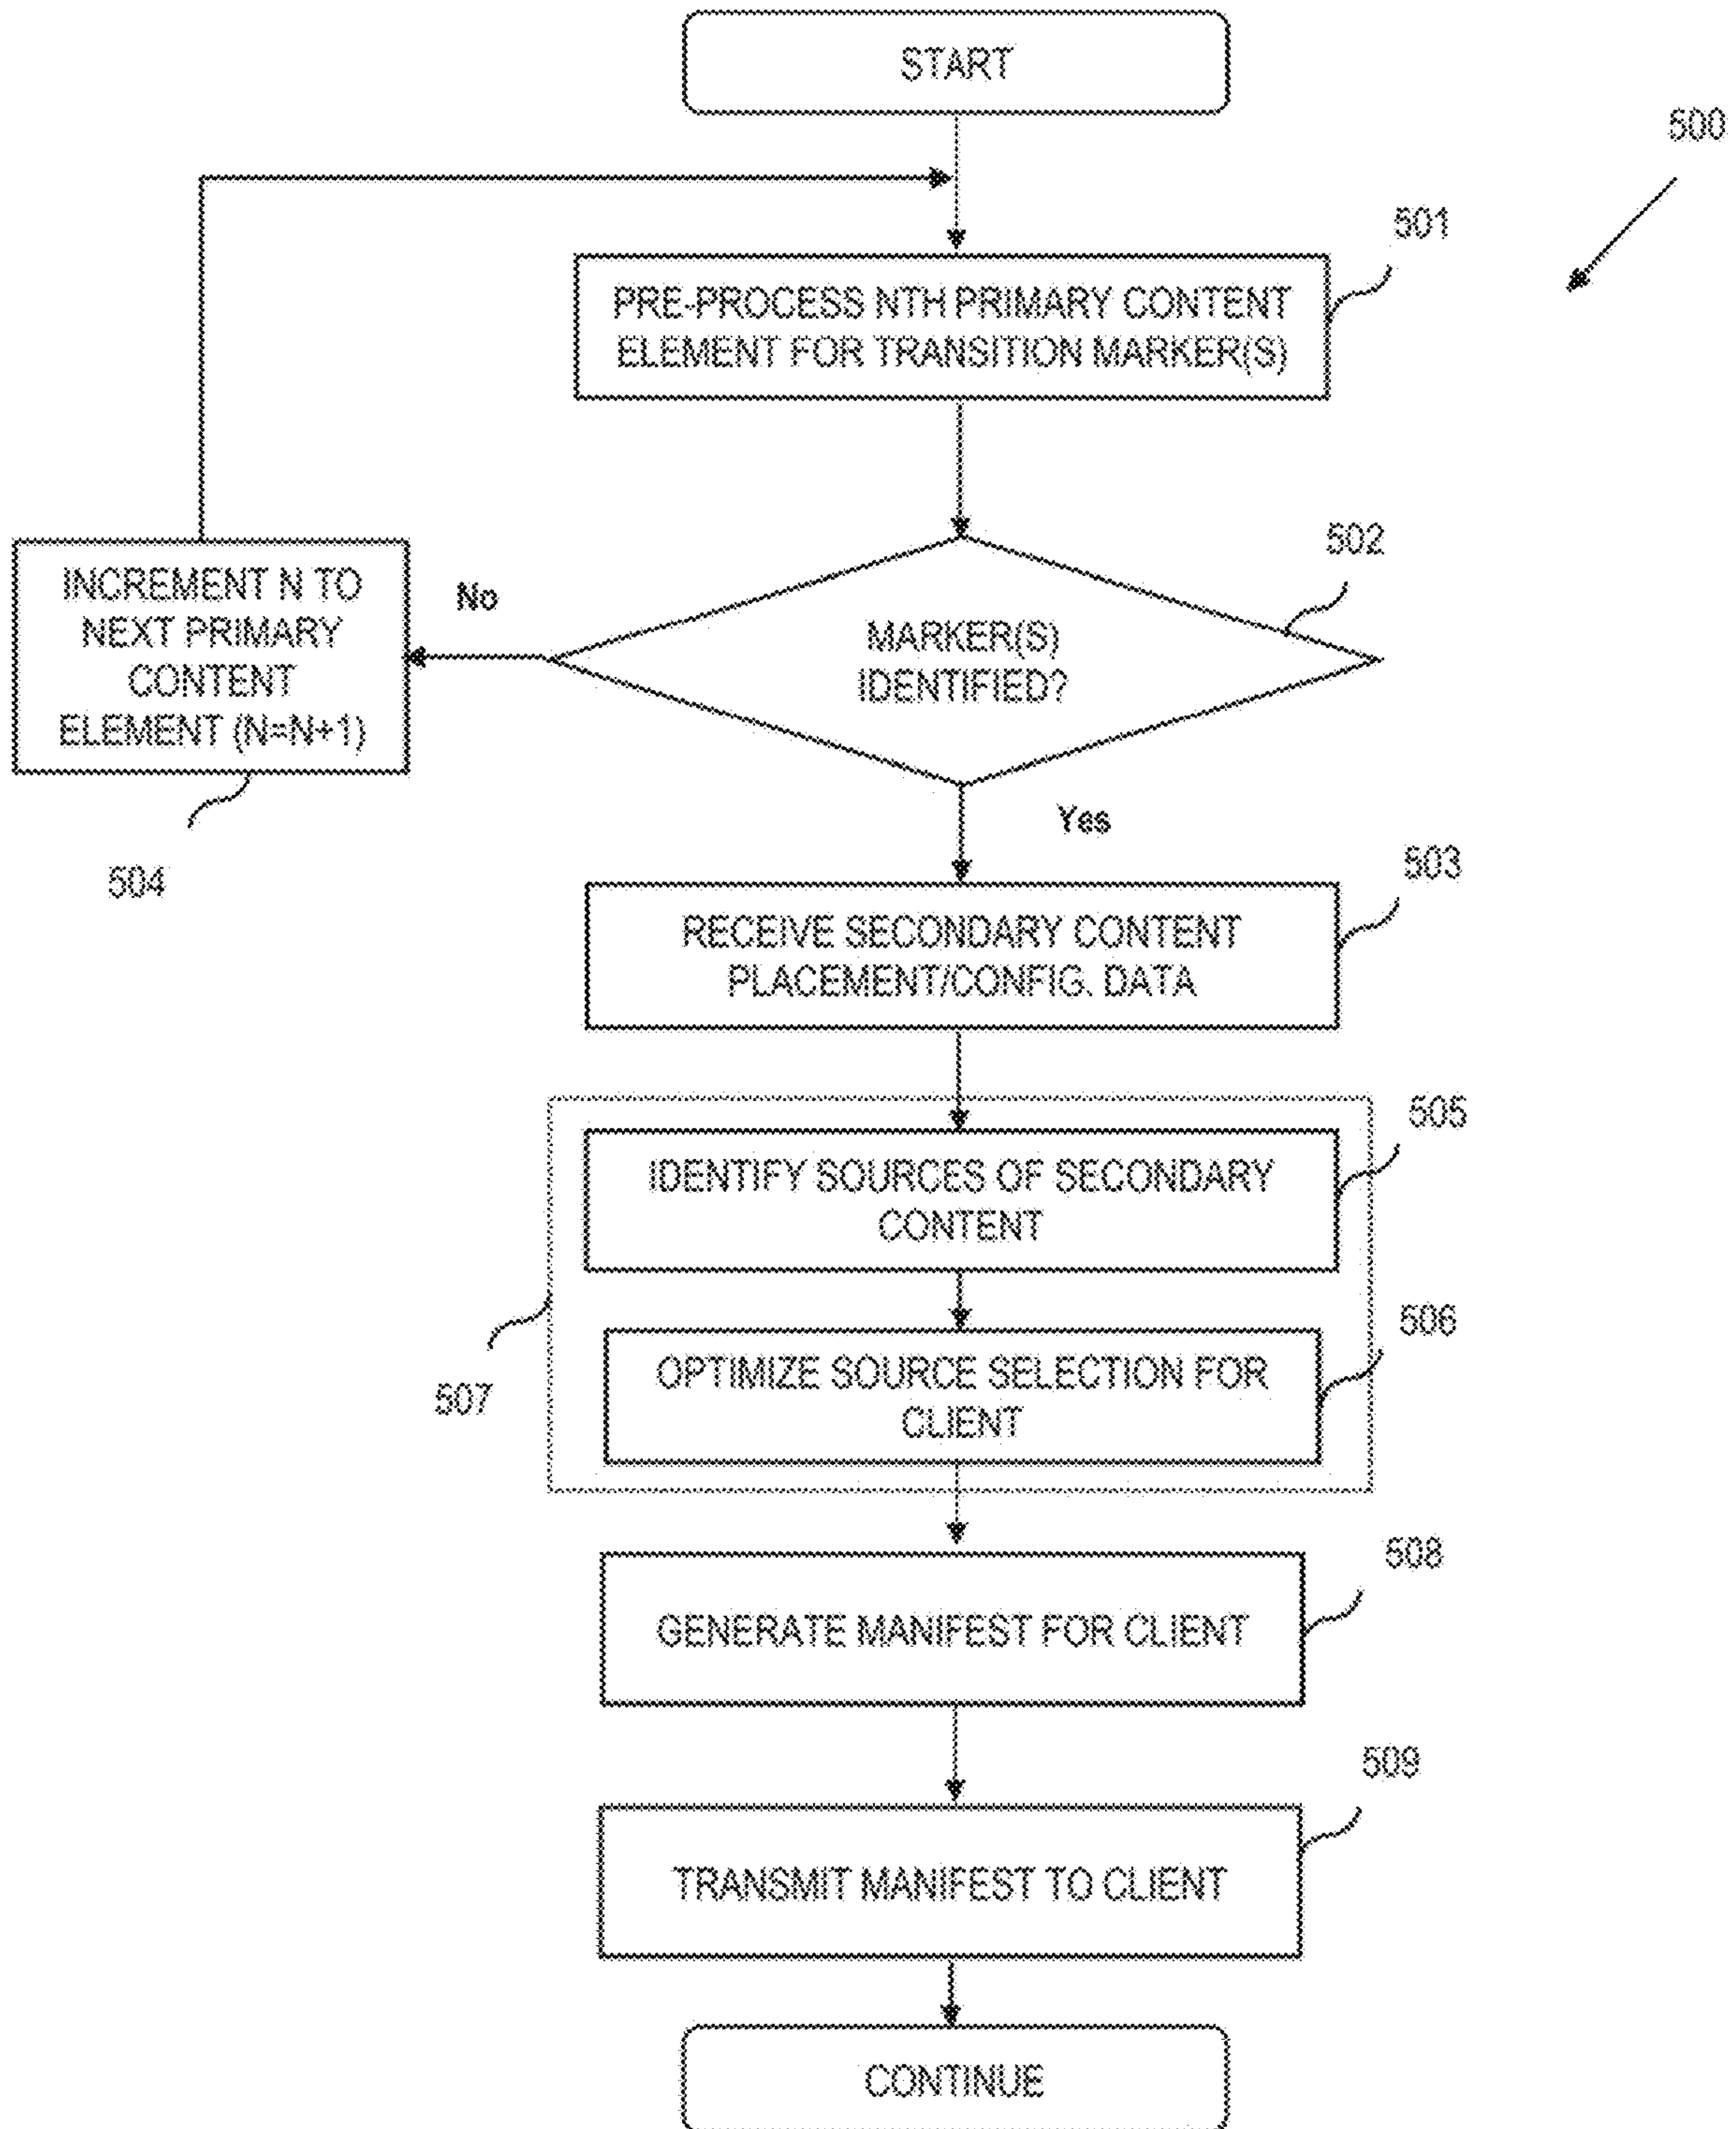 START
500
501
PRE-PROCESS NTH PRIMARY CONTENT
ELEMENT FOR TRANSITION MARKER(S)
502
MARKER(S)
IDENTIFIED?
No
INCREMENT N TO
NEXT PRIMARY
CONTENT
ELEMENT (N=N+1)
504
Yes
503
RECEIVE SECONDARY CONTENT
PLACEMENT/CONFIG. DATA
505
IDENTIFY SOURCES OF SECONDARY
CONTENT
506
OPTIMIZE SOURCE SELECTION FOR
CLIENT
507
508
GENERATE MANIFEST FOR CLIENT
509
TRANSMIT MANIFEST TO CLIENT
CONTINUE